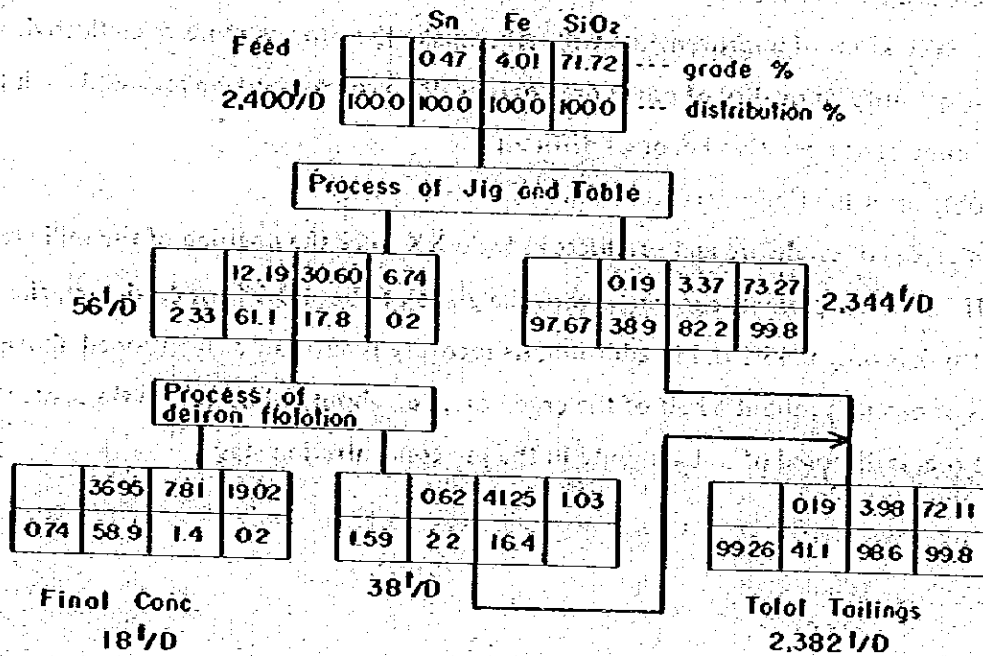 Sn Fe SiO₂
Feed 0.47 4.01 71.72 --- grade %
2,400t/D 100.0 100.0 100.0 100.0 --- distribution %
Process of Jig and Table
12.19 30.60 6.74
56t/D 2.33 61.1 17.8 0.2
0.19 3.37 73.27
97.67 38.9 82.2 99.8
2,344t/D
Process of
deiron flotation
36.95 7.81 19.02
0.74 58.9 1.4 0.2
Final Conc.
18t/D
0.62 41.25 1.03
1.59 2.2 16.4
38t/D
0.19 3.98 72.11
99.26 41.1 98.6 99.8
Total Tailings
2,382t/D